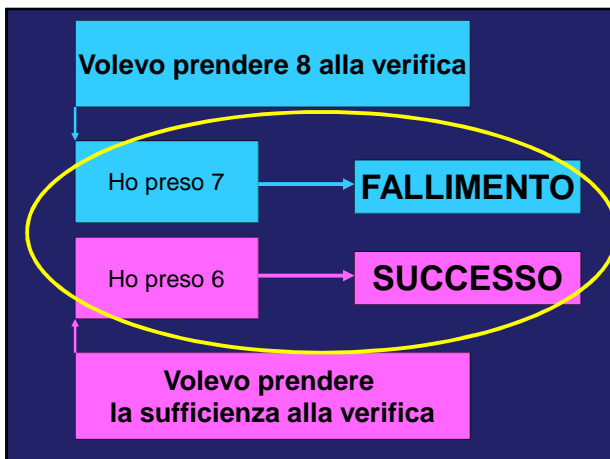 Volevo prendere 8 alla verifica
Ho preso 7
FALLIMENTO
Ho preso 6
SUCCESSO
Volevo prendere
la sufficienza alla verifica